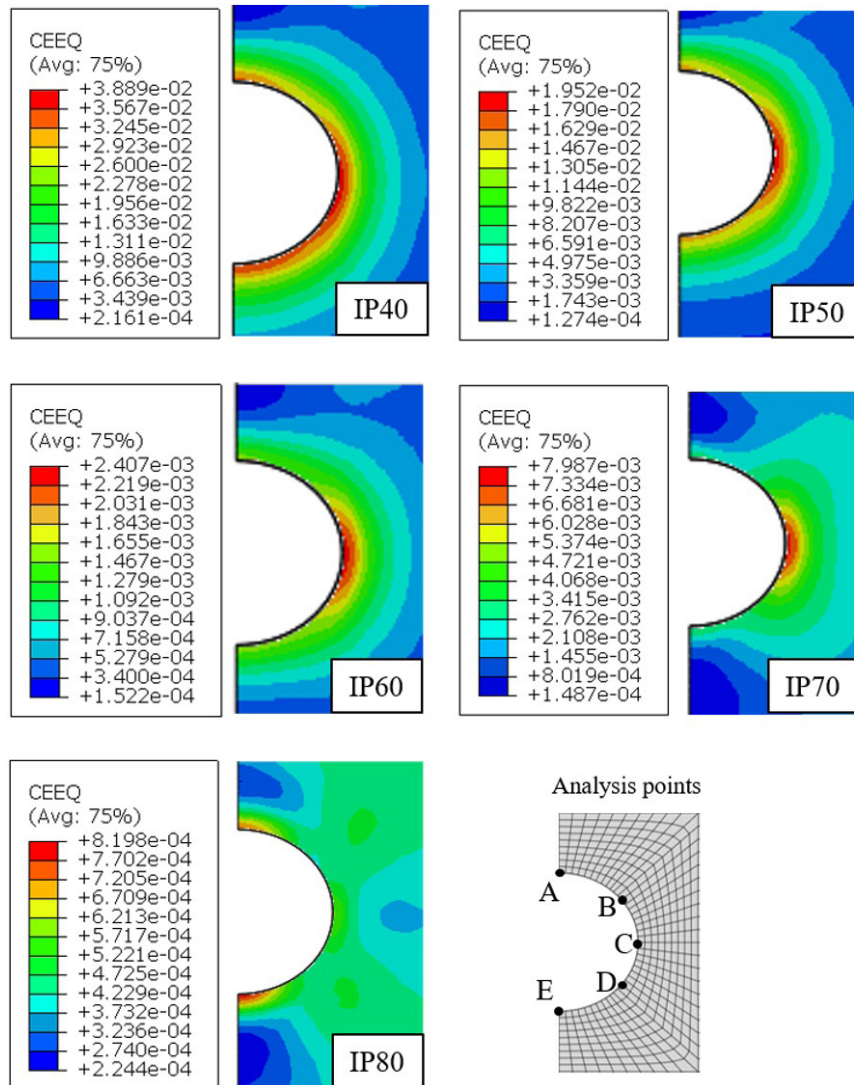 CEEQ
(Avg: 75%)
+3.889e-02
+3.567e-02
+3.245e-02
+2.923e-02
+2.600e-02
+2.278e-02
+1.956e-02
+1.633e-02
+1.311e-02
+9.886e-03
+6.663e-03
+3.439e-03
+2.161e-04
IP40
CEEQ
(Avg: 75%)
+1.952e-02
+1.790e-02
+1.629e-02
+1.467e-02
+1.305e-02
+1.144e-02
+9.822e-03
+8.207e-03
+6.591e-03
+4.975e-03
+3.359e-03
+1.743e-03
+1.274e-04
IP50
CEEQ
(Avg: 75%)
+2.407e-03
+2.219e-03
+2.031e-03
+1.843e-03
+1.655e-03
+1.467e-03
+1.279e-03
+1.092e-03
+9.037e-04
+7.158e-04
+5.279e-04
+3.400e-04
+1.522e-04
IP60
CEEQ
(Avg: 75%)
+7.987e-03
+7.334e-03
+6.681e-03
+6.028e-03
+5.374e-03
+4.721e-03
+4.068e-03
+3.415e-03
+2.762e-03
+2.108e-03
+1.455e-03
+8.019e-04
+1.487e-04
IP70
CEEQ
(Avg: 75%)
+8.198e-04
+7.702e-04
+7.205e-04
+6.709e-04
+6.213e-04
+5.717e-04
+5.221e-04
+4.725e-04
+4.229e-04
+3.732e-04
+3.236e-04
+2.740e-04
+2.244e-04
IP80
Analysis points
A
B
C
D
E